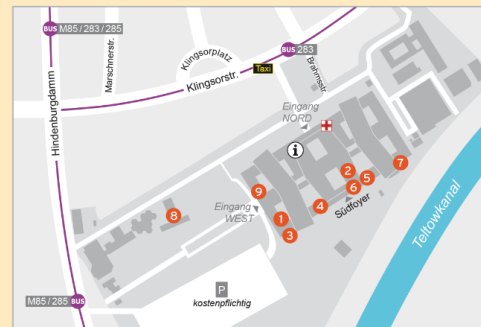 BUS M85 / 283 / 285
Marschnerstr.
Klingsorplatz
BUS 283
Hindenburgdamm
Klingsorstr.
Taxi
Brahmsstr.
Eingang
NORD
i
2
7
5
6
9
8
Eingang
WEST
1
4
Südfoyer
3
Teltowkanal
P
kostenpflichtig
M85 / 285 BUS